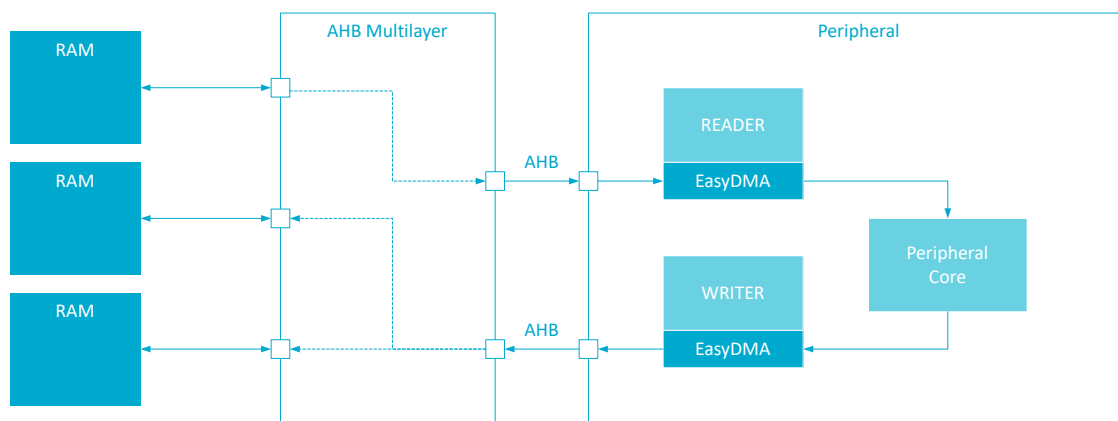 AHB Multilayer
Peripheral
RAM
READER
AHB
EasyDMA
RAM
Peripheral
Core
WRITER
RAM
AHB
EasyDMA